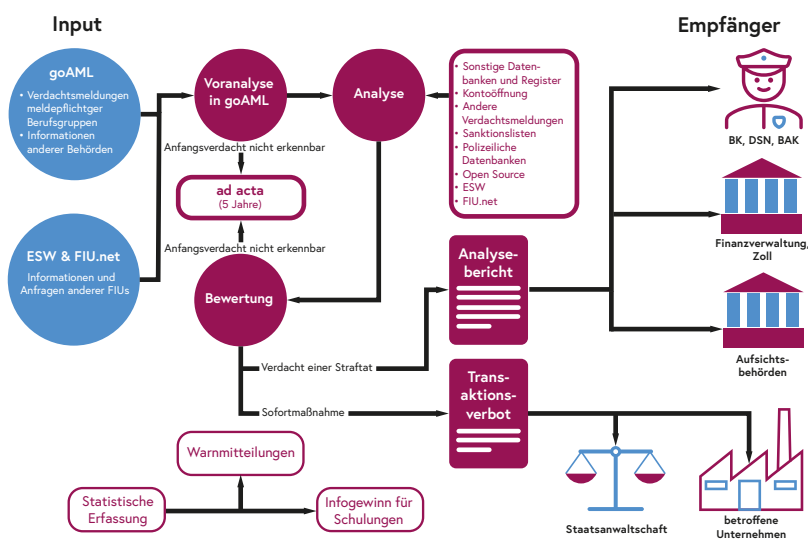 Input
Empfänger
goAML
• Verdachtsmeldungen
meldepflichtger
Berufsgruppen
• Informationen
anderer Behörden
Voranalyse
in goAML
Analyse
• Sonstige Daten-
banken und Register
• Kontoöffnung
• Andere
Verdachtsmeldungen
• Sanktionslisten
• Polizeiliche
Datenbanken
• Open Source
• ESW
• FIU.net
BK, DSN, BAK
Anfangsverdacht nicht erkennbar
ad acta
(5 Jahre)
Anfangsverdacht nicht erkennbar
ESW & FIU.net
Informationen und
Anfragen anderer FIUs
Bewertung
Analyse-
bericht
Finanzverwaltung,
Zoll
Aufsichts-
behörden
Verdacht einer Straftat
Sofortmaßnahme
Trans-
aktions-
verbot
Warnmitteilungen
Statistische
Erfassung
Infogewinn für
Schulungen
Staatsanwaltschaft
betroffene
Unternehmen